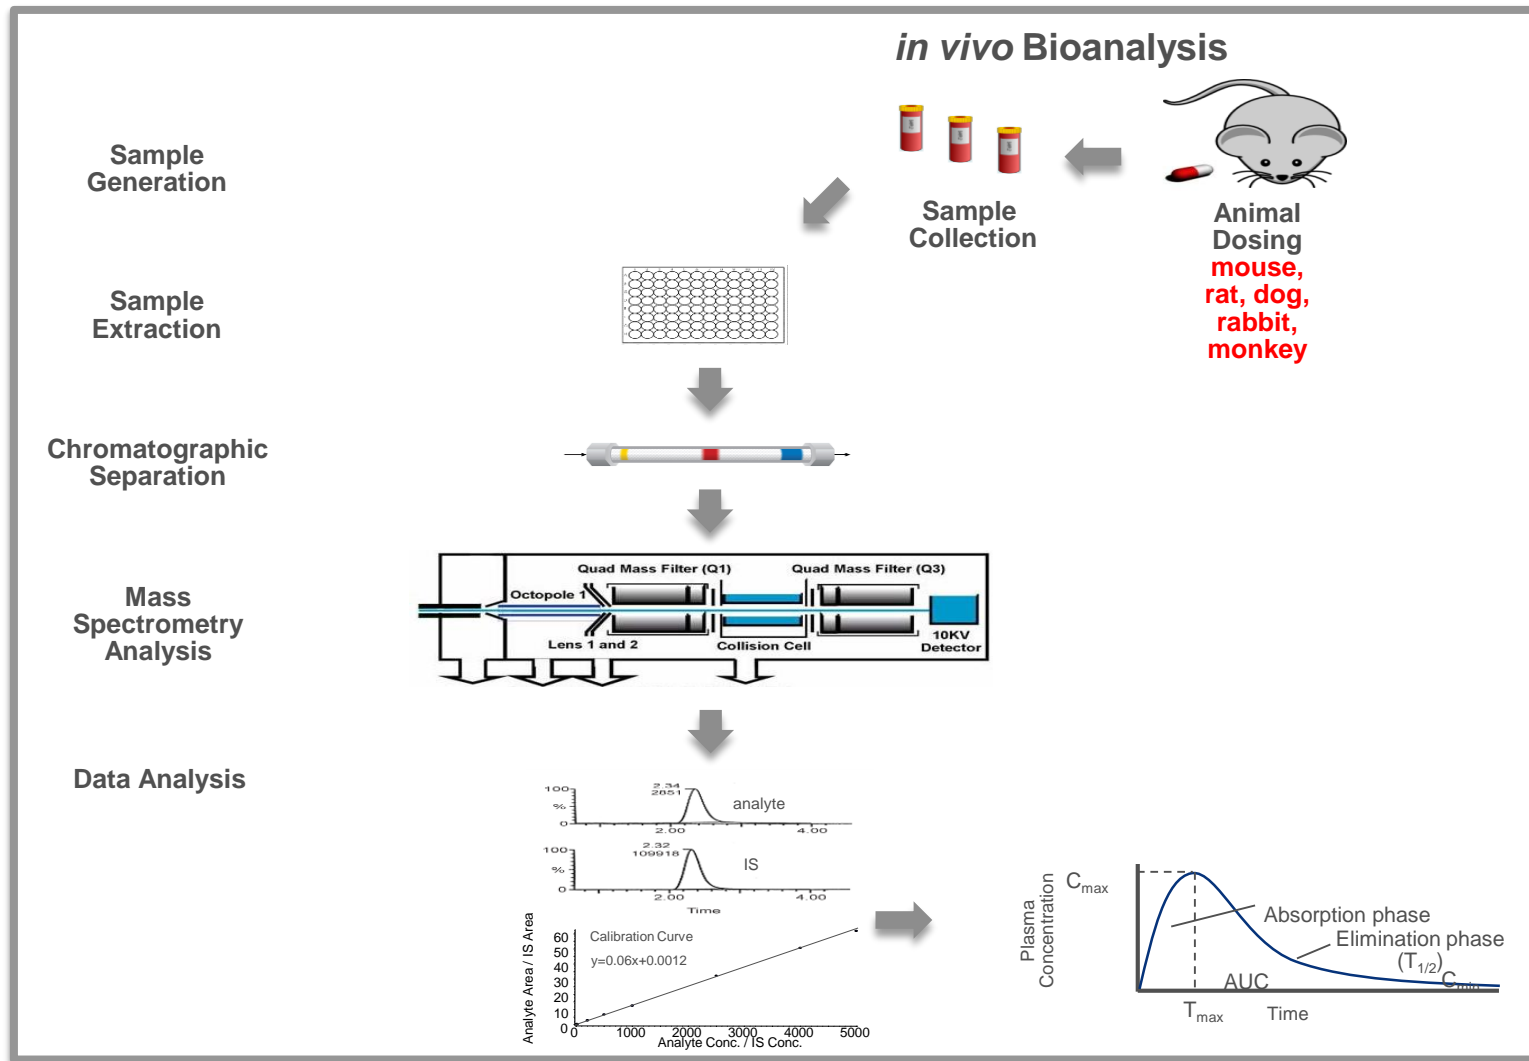 in vivo Bioanalysis
Sample
Generation
Sample
Collection
Animal
Dosing
mouse,
rat, dog,
rabbit,
monkey
Sample
Extraction
Chromatographic
Separation
Mass
Spectrometry
Analysis
Quad Mass Filter (Q1)
Quad Mass Filter (Q3)
Octopole 1
Lens 1 and 2
Collision Cell
10KV
Detector
Data Analysis
2.34
2851
100
%
0
analyte
2.00
4.00
2.32
109918
100
%
0
IS
2.00
4.00
Time
Analyte Area / IS Area
60
50
40
30
20
10
0
Calibration Curve
y=0.06x+0.0012
0
1000
2000
3000
4000
5000
Analyte Conc. / IS Conc.
Plasma
Concentration
Cmax
Absorption phase
Elimination phase
(T1/2)
Cmin
AUC
Tmax
Time